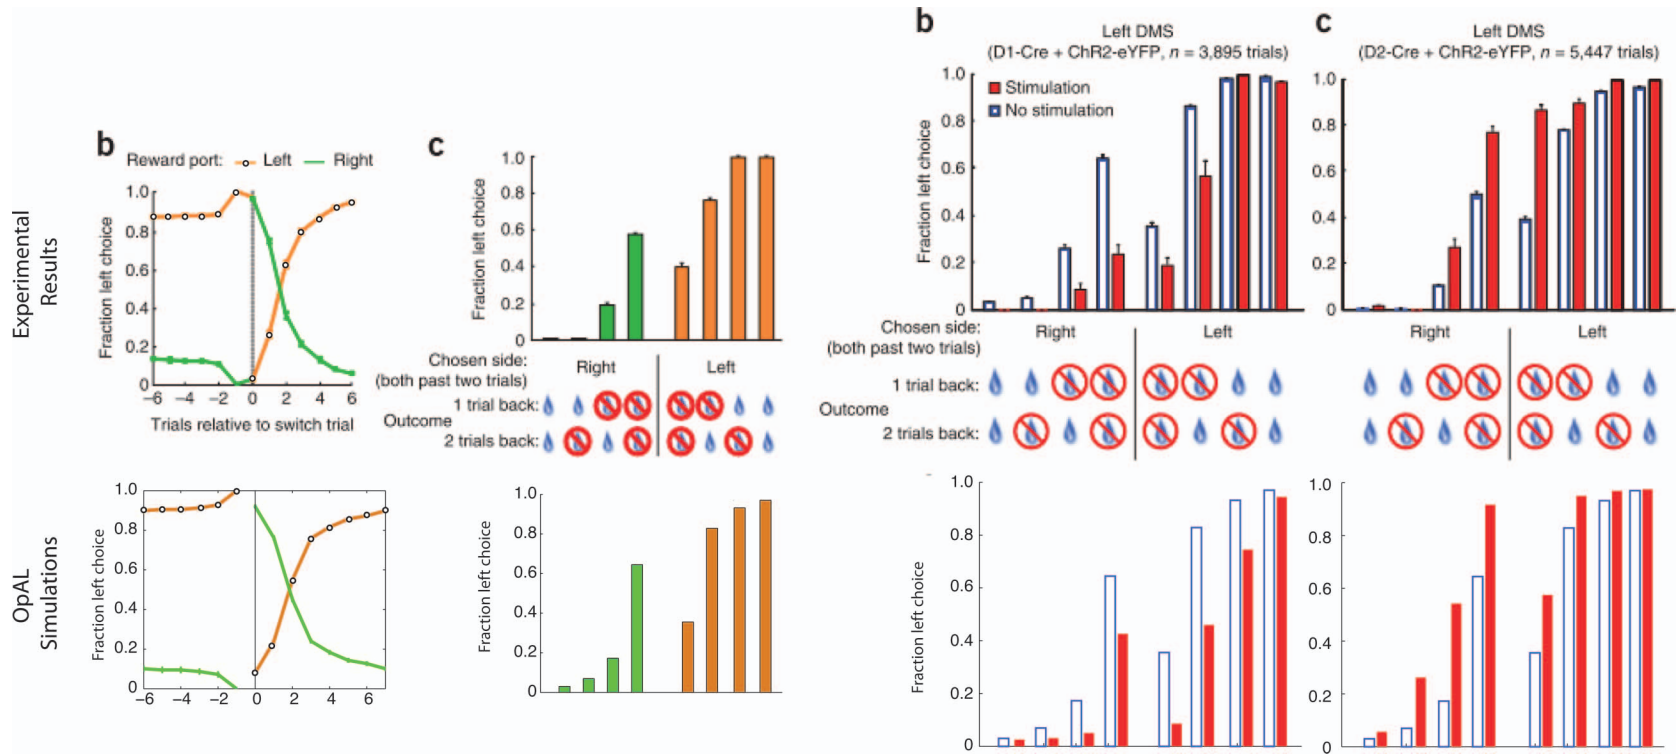 Experimental
Results
b
Reward port: Left Right
Fraction left choice
1.0
0.8
0.6
0.4
0.2
0
−6 −4 −2 0 2 4 6
Trials relative to switch trial
c
Fraction left choice
1.0
0.8
0.6
0.4
0.2
0
Chosen side:
(both past two trials)
Right Left
1 trial back:
Outcome
2 trials back:
b
Left DMS
(D1-Cre + ChR2-eYFP, n = 3,895 trials)
Stimulation
No stimulation
Fraction left choice
1.0
0.8
0.6
0.4
0.2
0
Chosen side:
(both past two trials)
Right Left
1 trial back:
Outcome
2 trials back:
c
Left DMS
(D2-Cre + ChR2-eYFP, n = 5,447 trials)
1.0
0.8
0.6
0.4
0.2
0
Right Left
OpAL
Simulations
Fraction left choice
1.0
0.8
0.6
0.4
0.2
0
−6 −4 −2 0 2 4 6
Fraction left choice
1.0
0.8
0.6
0.4
0.2
0
Fraction left choice
1.0
0.8
0.6
0.4
0.2
0
1.0
0.8
0.6
0.4
0.2
0